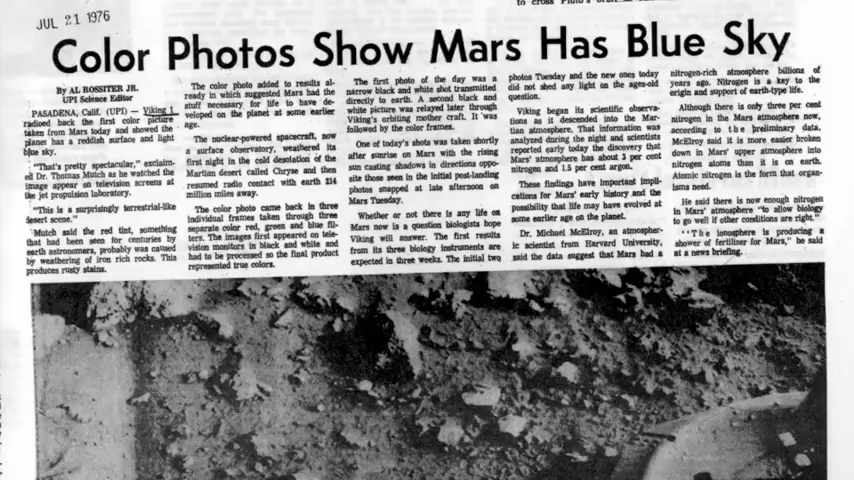 to cross Pluto's
JUL 21 1976
Color Photos Show Mars Has Blue Sky
By AL ROSSITER JR.
UPI Science Editor
PASADENA, Calif. (UPI) — Viking 1
radioed back the first color picture
taken from Mars today and showed the
planet has a reddish surface and light
blue sky.
"That's pretty spectacular," exclaim-
ed Dr. Thomas Mutch as he watched the
image appear on television screens at
the jet propulsion laboratory.
"This is a surprisingly terrestrial-like
desert scene."
Mutch said the red tint, something
that had been seen for centuries by
earth astronomers, probably was caused
by weathering of iron rich rocks. This
produces rusty stains.
The color photo added to results al-
ready in which suggested Mars had the
stuff necessary for life to have de-
veloped on the planet at some earlier
age.
The nuclear-powered spacecraft, now
a surface observatory, weathered its
first night in the cold desolation of the
Martian desert called Chryse and then
resumed radio contact with earth 214
million miles away.
The color photo came back in three
individual frames taken through three
separate color red, green and blue fil-
ters. The images first appeared on tele-
vision monitors in black and white and
had to be processed so the final product
represented true colors.
The first photo of the day was a
narrow black and white shot transmitted
directly to earth. A second black and
white picture was relayed later through
Viking's orbiting mother craft. It was
followed by the color frames.
One of today's shots was taken shortly
after sunrise on Mars with the rising
sun casting shadows in directions oppo-
site those seen in the initial post-landing
photos snapped at late afternoon on
Mars Tuesday.
Whether or not there is any life on
Mars now is a question biologists hope
Viking will answer. The first results
from its three biology instruments are
expected in three weeks. The initial two
photos Tuesday and the new ones today
did not shed any light on the ages-old
question.
Viking began its scientific observa-
tions as it descended into the Mar-
tian atmosphere. That information was
analyzed during the night and scientists
reported early today the discovery that
Mars' atmosphere has about 3 per cent
nitrogen and 1.5 per cent argon.
These findings have important impli-
cations for Mars' early history and the
possibility that life may have evolved at
some earlier age on the planet.
Dr. Michael McElroy, an atmospher-
ic scientist from Harvard University,
said the data suggest that Mars had a
nitrogen-rich atmosphere billions of
years ago. Nitrogen is a key to the
origin and support of earth-type life.
Although there is only three per cent
nitrogen in the Mars atmosphere now,
according to the preliminary data,
McElroy said it is more easier broken
down in Mars' upper atmosphere into
nitrogen atoms than it is on earth.
Atomic nitrogen is the form that organ-
isms need.
He said there is now enough nitrogen
in Mars' atmosphere "to allow biology
to go well if other conditions are right."
"The ionosphere is producing a
shower of fertilizer for Mars," he said
at a news briefing.